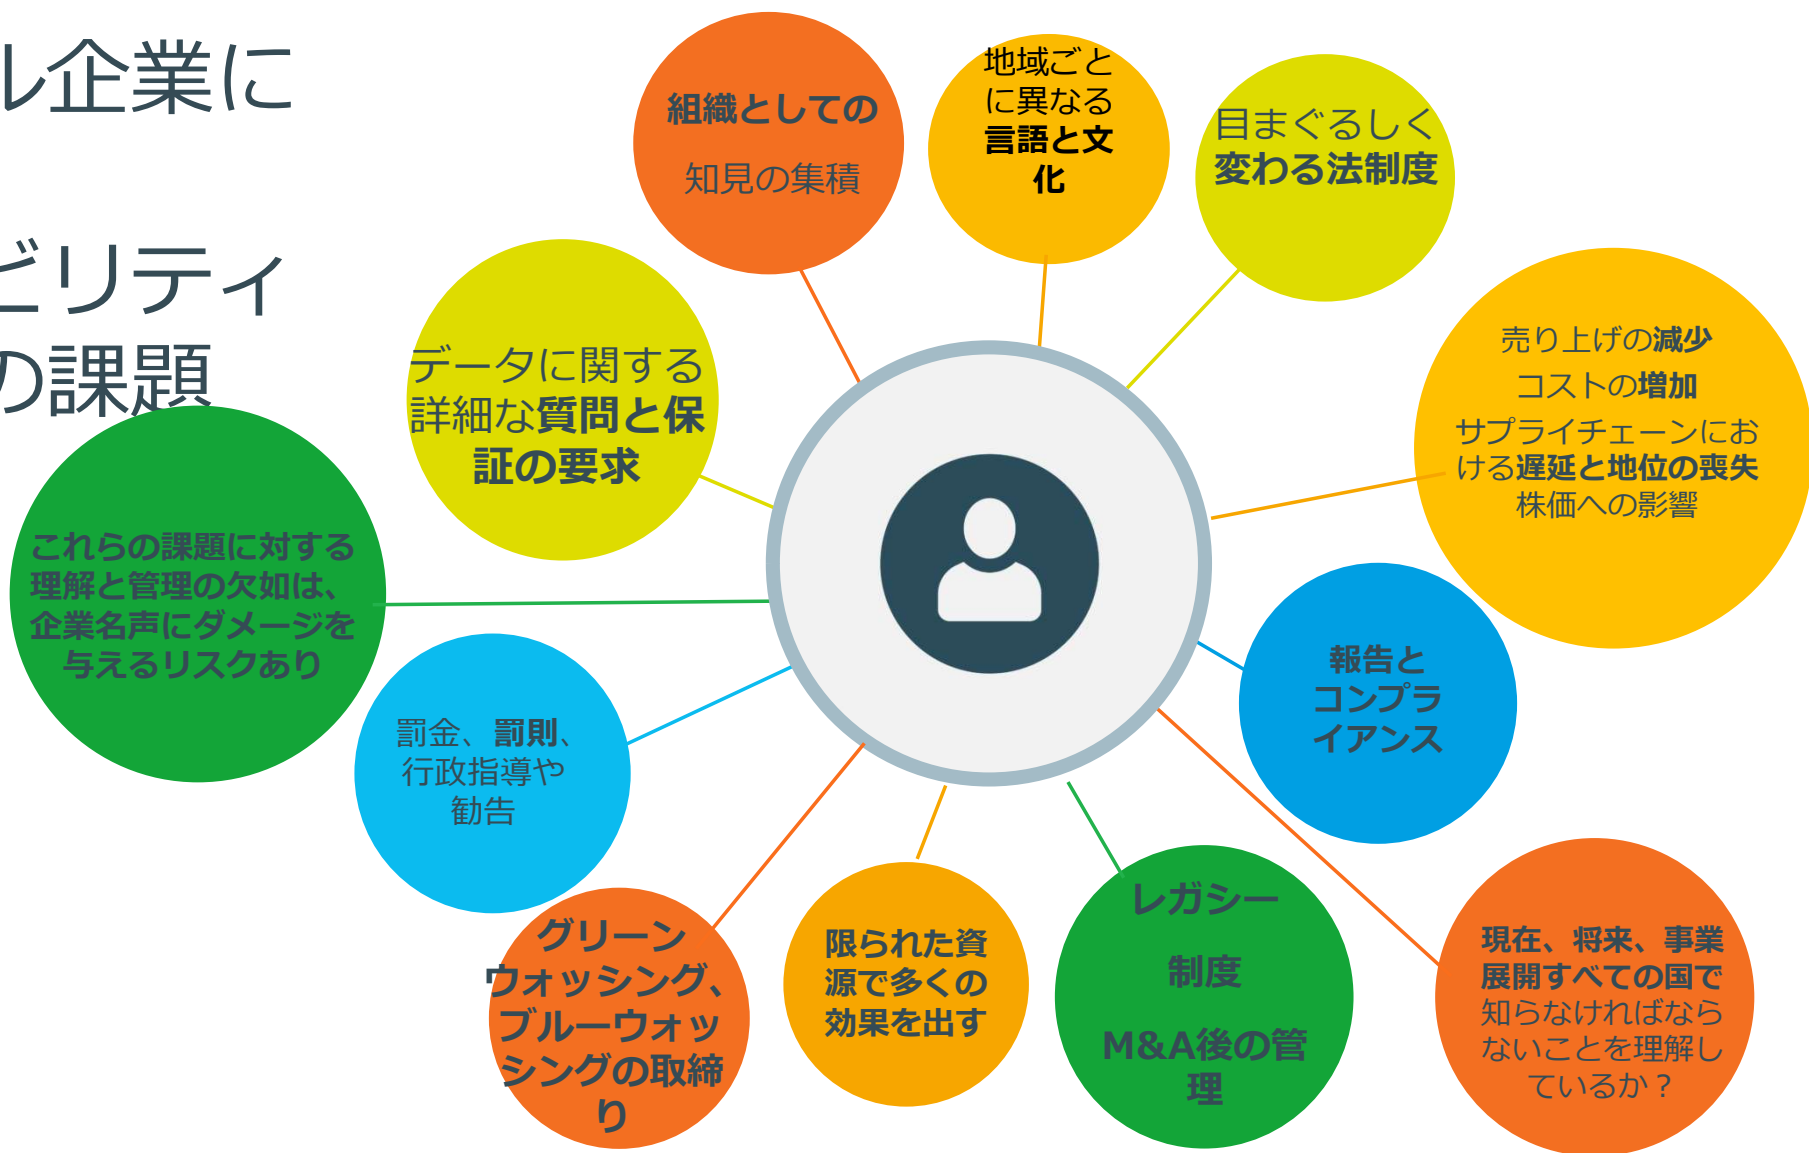 ル企業に
ビリティ
の課題
組織としての
知見の集積
地域ごと
に異なる
言語と文
化
目まぐるしく
変わる法制度
データに関する
詳細な質問と保
証の要求
売り上げの減少
コストの増加
サプライチェーンにお
ける遅延と地位の喪失
株価への影響
これらの課題に対する
理解と管理の欠如は、
企業名声にダメージを
与えるリスクあり
報告と
コンプラ
イアンス
罰金、罰則、
行政指導や
勧告
グリーン
ウォッシング、
ブルーウォッ
シングの取締
り
限られた資
源で多くの
効果を出す
レガシー
制度
M&A後の管
理
現在、将来、事業
展開すべての国で
知らなければなら
ないことを理解し
ているか？